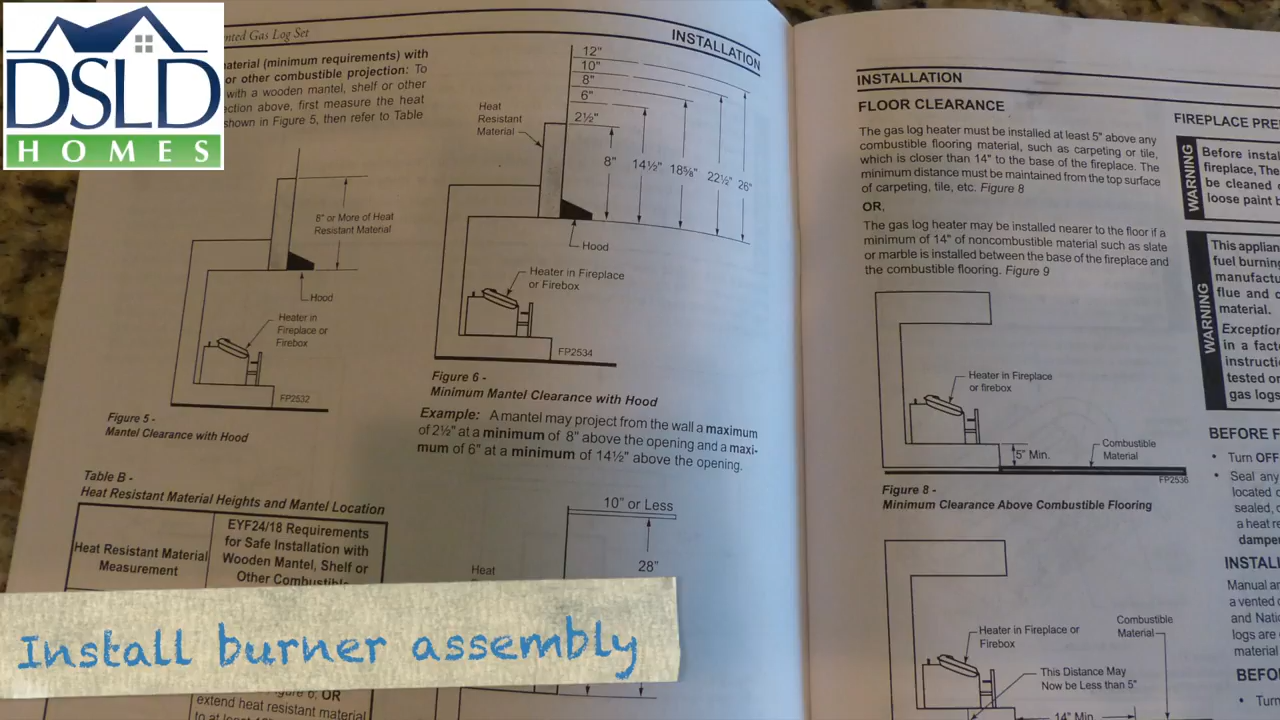 DSLD
HOMES
nted Gas Log Set
INSTALLATION
material (minimum requirements) with
or other combustible projection: To
with a wooden mantel, shelf or other
ction above, first measure the heat
shown in Figure 5, then refer to Table
8" or More of Heat
Resistant Material
Hood
Heater in
Fireplace or
Firebox
FP2532
Figure 5 -
Mantel Clearance with Hood
Table B -
Heat Resistant Material Heights and Mantel Location
Heat Resistant Material
Measurement
EYF24/18 Requirements
for Safe Installation with
Wooden Mantel, Shelf or
Other Combustible
Figure 6; OR
extend heat resistant material
Install burner assembly
12"
10"
8"
6"
2½"
Heat
Resistant
Material
8"
14½"
18⅝"
22½"
26"
Hood
Heater in Fireplace
or Firebox
FP2534
Figure 6 -
Minimum Mantel Clearance with Hood
Example: A mantel may project from the wall a maximum
of 2½" at a minimum of 8" above the opening and a maxi-
mum of 6" at a minimum of 14½" above the opening.
10" or Less
28"
Heat
INSTALLATION
FLOOR CLEARANCE
The gas log heater must be installed at least 5" above any
combustible flooring material, such as carpeting or tile,
which is closer than 14" to the base of the fireplace. The
minimum distance must be maintained from the top surface
of carpeting, tile, etc. Figure 8
OR,
The gas log heater may be installed nearer to the floor if a
minimum of 14" of noncombustible material such as slate
or marble is installed between the base of the fireplace and
the combustible flooring. Figure 9
Heater in Fireplace
or firebox
5" Min.
Combustible
Material
FP2536
Figure 8 -
Minimum Clearance Above Combustible Flooring
Heater in Fireplace or
Firebox
Combustible
Material
This Distance May
Now be Less than 5"
14" Min.
FIREPLACE PRE
WARNING
Before instal
fireplace, The
be cleaned
loose paint b
WARNING
This applian
fuel burning
manufactu
flue and
material.
Exception
in a facto
instructio
tested or
gas logs
BEFORE F
• Turn OFF
• Seal any
located
sealed,
a heat re
damper
INSTALL
Manual an
a vented
and Natio
logs are
material
BEFO
• Turn